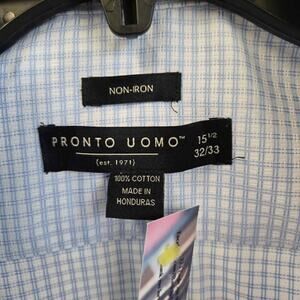 NON-IRON
PRONTO UOMO™ 15 1/2
(est. 1971) 32/33
100% COTTON
MADE IN
HONDURAS